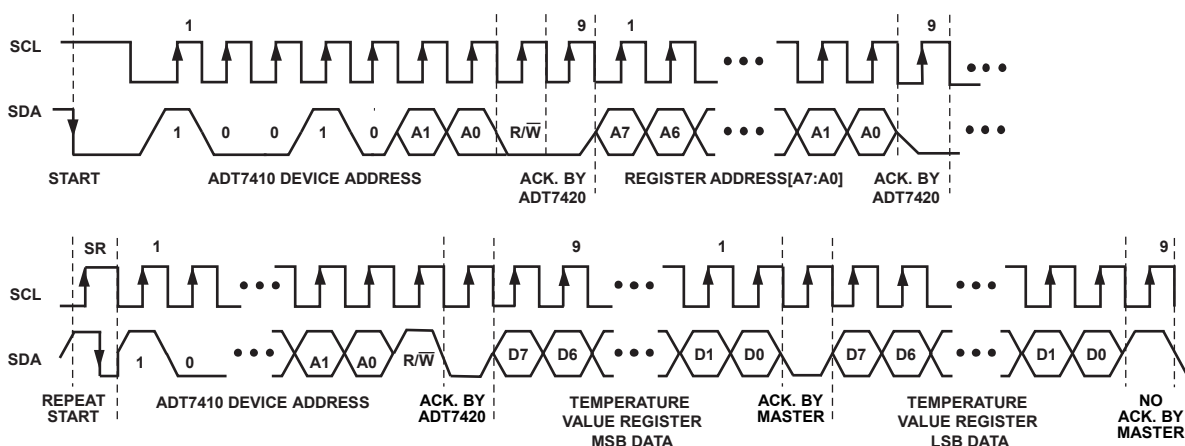 1 9 1 9
SCL
SDA
1 0 0 1 0 A1 A0 R/W̅ A7 A6 A1 A0
START ADT7410 DEVICE ADDRESS ACK. BY REGISTER ADDRESS[A7:A0] ACK. BY
ADT7420 ADT7420
SR 1 9 1 9
SCL
SDA
1 0 A1 A0 R/W̅ D7 D6 D1 D0 D7 D6 D1 D0
REPEAT ADT7410 DEVICE ADDRESS ACK. BY TEMPERATURE ACK. BY TEMPERATURE NO
START ADT7420 VALUE REGISTER MASTER VALUE REGISTER ACK. BY
MSB DATA LSB DATA MASTER